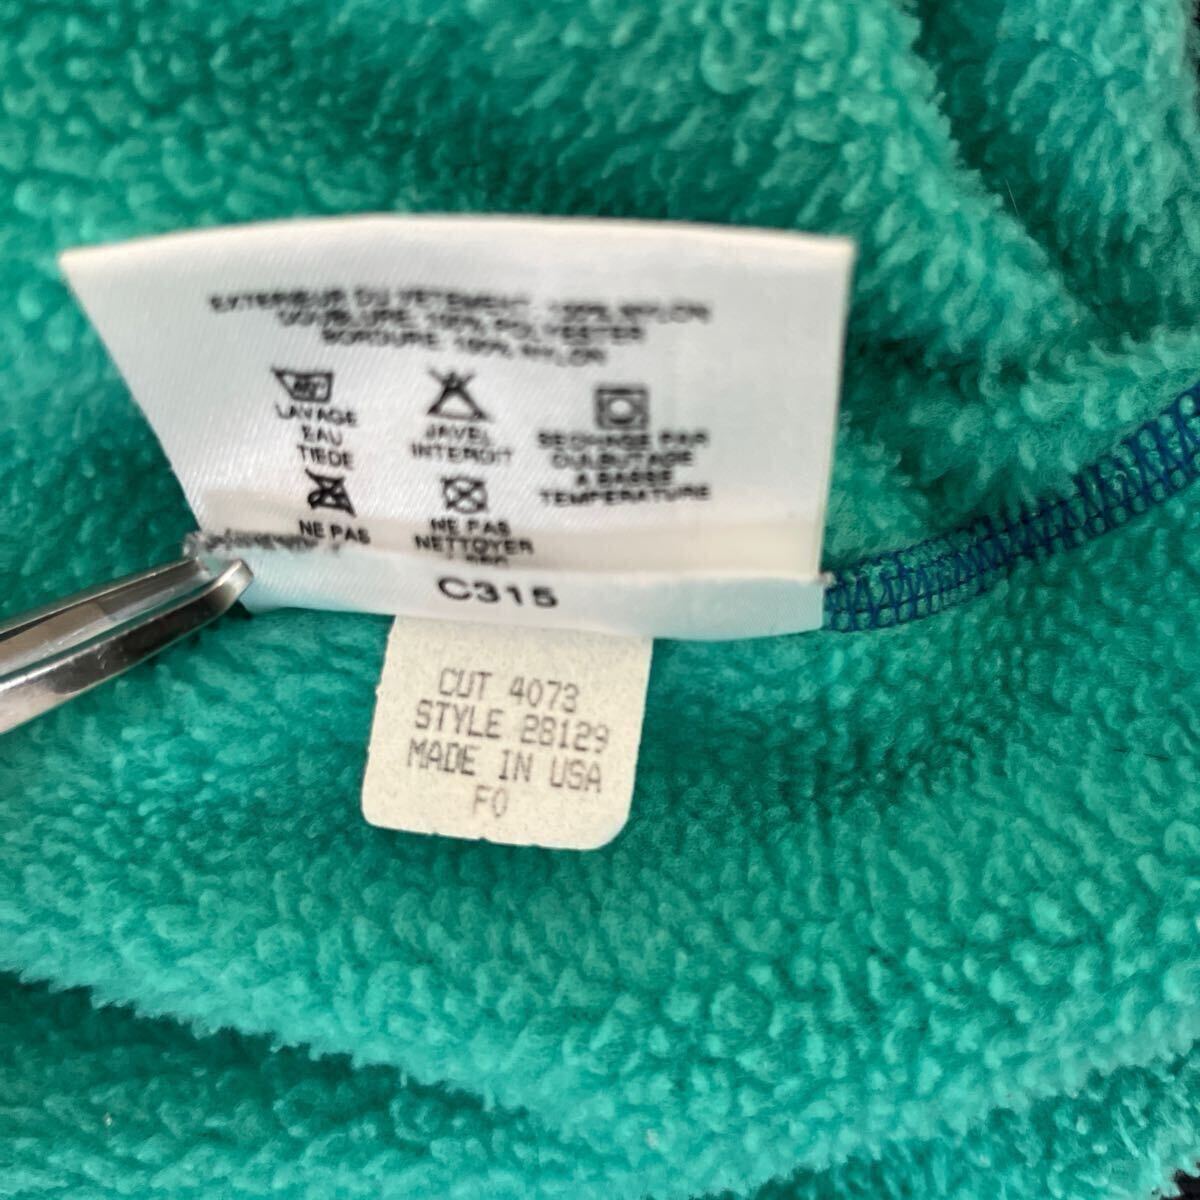 EXTERIEUR DU VETEMENT, 100% NYLON
DOUBLURE, 100% POLYESTER
BORDURE 100% NYLON
LAVAGE
EAU
TIEDE
JAVEL
INTERDIT
SECHAGE PAR
CULBUTAGE
A BASSE
TEMPERATURE
NE PAS
NE PAS
NETTOYER
C315
CUT 4073
STYLE 28129
MADE IN USA
FO